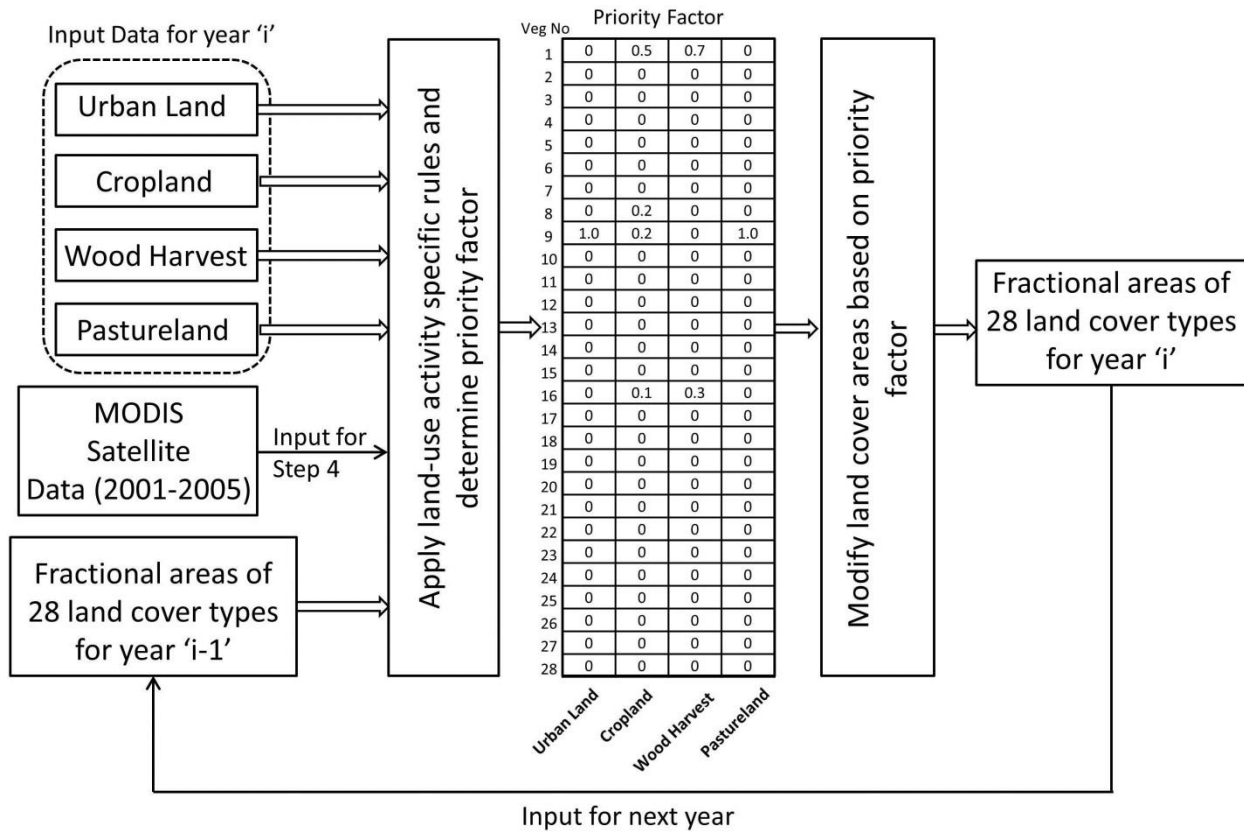 Input Data for year ‘i’
Urban Land
Cropland
Wood Harvest
Pastureland
MODIS
Satellite
Data (2001-2005)
Input for
Step 4
Fractional areas of
28 land cover types
for year ‘i-1’
Apply land-use activity specific rules and
determine priority factor
Priority Factor
Veg No
1 0 0.5 0.7 0
2 0 0 0 0
3 0 0 0 0
4 0 0 0 0
5 0 0 0 0
6 0 0 0 0
7 0 0 0 0
8 0 0.2 0 0
9 1.0 0.2 0 1.0
10 0 0 0 0
11 0 0 0 0
12 0 0 0 0
13 0 0 0 0
14 0 0 0 0
15 0 0 0 0
16 0 0.1 0.3 0
17 0 0 0 0
18 0 0 0 0
19 0 0 0 0
20 0 0 0 0
21 0 0 0 0
22 0 0 0 0
23 0 0 0 0
24 0 0 0 0
25 0 0 0 0
26 0 0 0 0
27 0 0 0 0
28 0 0 0 0
Urban Land
Cropland
Wood Harvest
Pastureland
Modify land cover areas based on priority
factor
Fractional areas of
28 land cover types
for year ‘i’
Input for next year